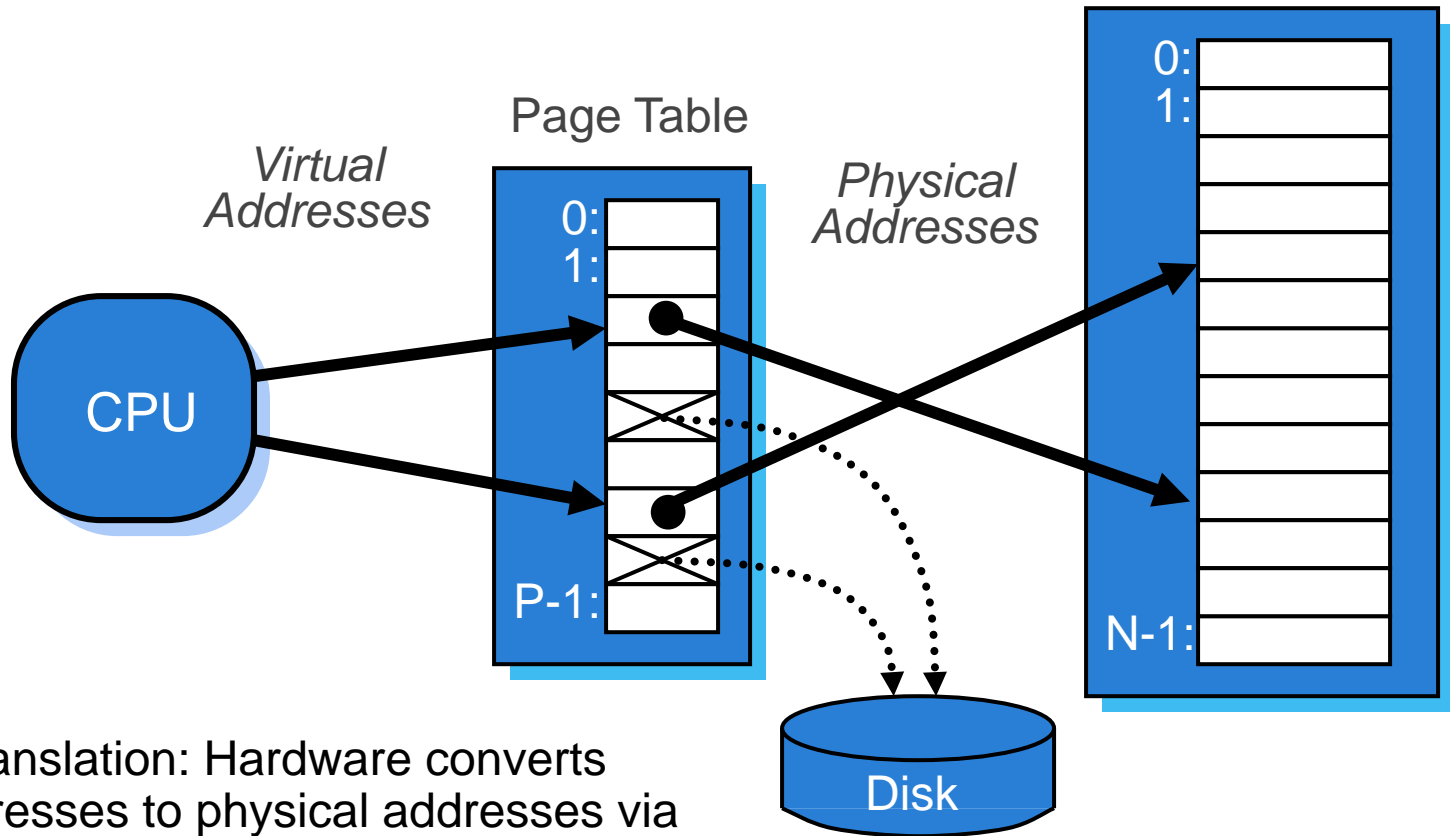 Page Table
Virtual
Addresses
Physical
Addresses
CPU
0:
1:
P-1:
0:
1:
N-1:
Disk
anslation: Hardware converts
resses to physical addresses via